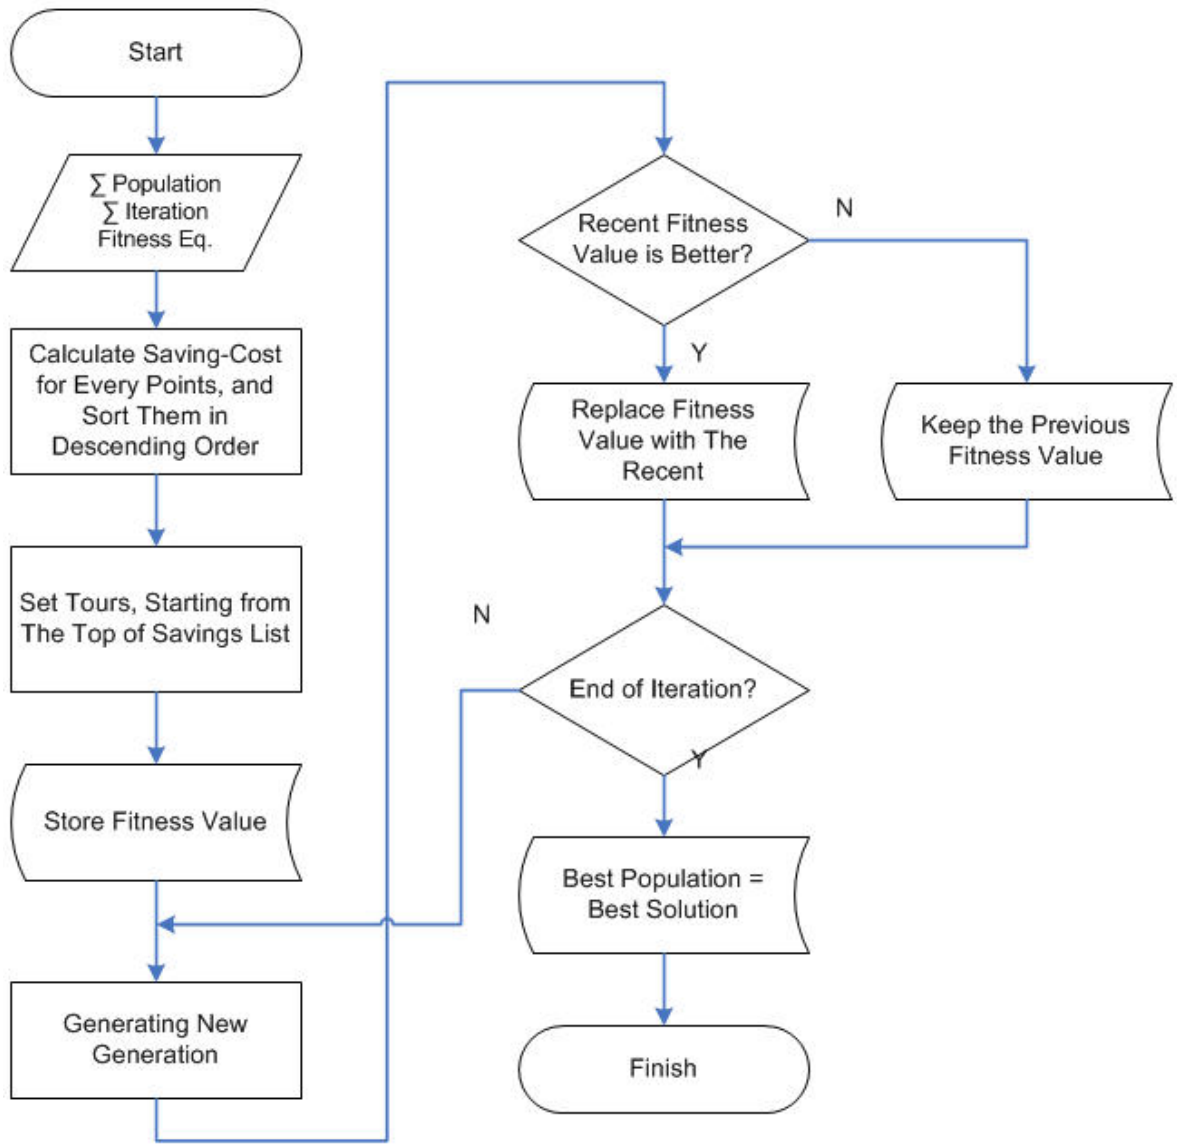 Start
∑ Population
∑ Iteration
Fitness Eq.
Calculate Saving-Cost
for Every Points, and
Sort Them in
Descending Order
Set Tours, Starting from
The Top of Savings List
Store Fitness Value
Generating New
Generation
Recent Fitness
Value is Better?
N
Y
Replace Fitness
Value with The
Recent
Keep the Previous
Fitness Value
N
End of Iteration?
Y
Best Population =
Best Solution
Finish